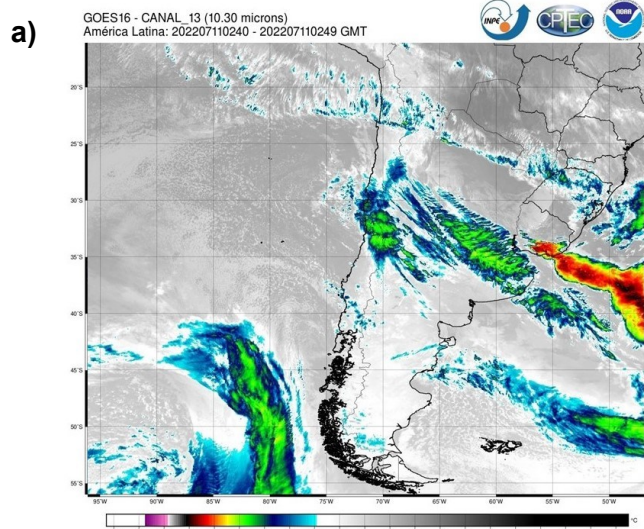 a)
GOES16 - CANAL_13 (10.30 microns)
América Latina: 202207110240 - 202207110249 GMT
INPE
CPTEC
NOAA
20°S
25°S
30°S
35°S
40°S
45°S
50°S
55°S
95°W 90°W 85°W 80°W 75°W 70°W 65°W 60°W 55°W 50°W
°C